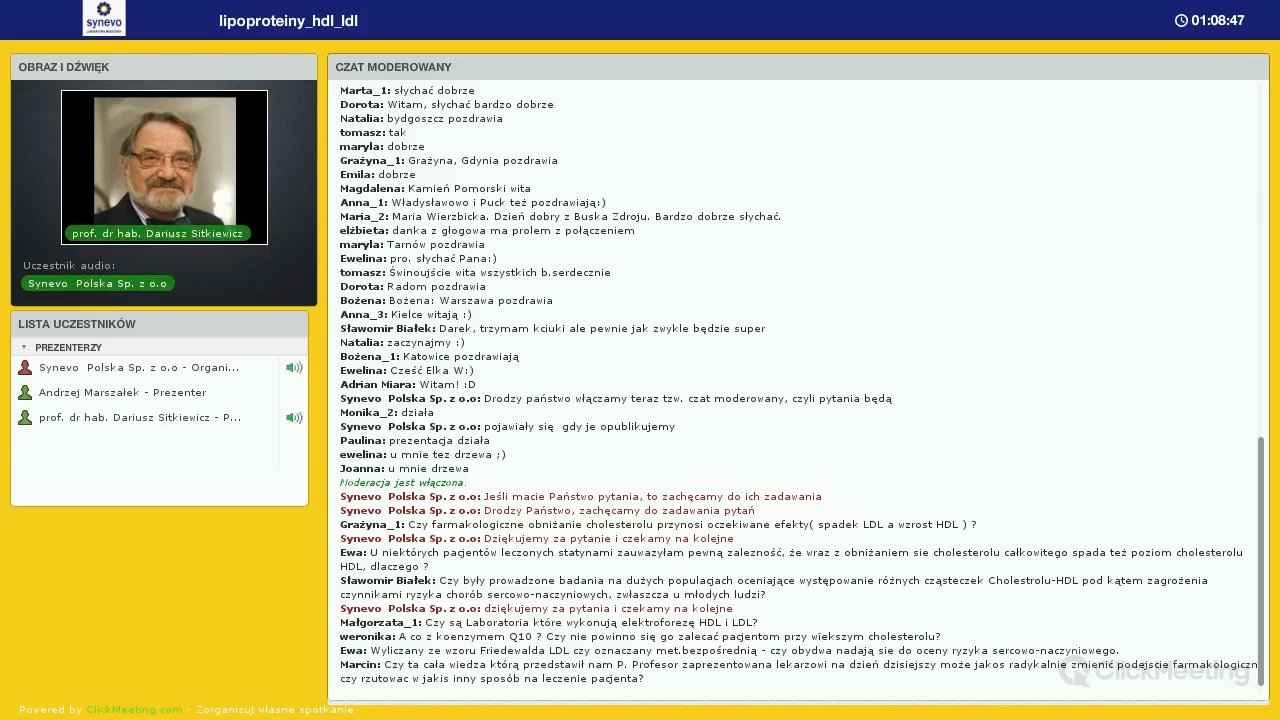 synevo
lipoproteiny_hdl_ldl
01:08:47
OBRAZ I DŹWIĘK
prof. dr hab. Dariusz Sitkiewicz
Uczestnik audio:
Synevo Polska Sp. z o.o
LISTA UCZESTNIKÓW
PREZENTERZY
Synevo Polska Sp. z o.o - Organi...
Andrzej Marszałek - Prezenter
prof. dr hab. Dariusz Sitkiewicz - P...
CZAT MODEROWANY
Marta_1: słychać dobrze
Dorota: Witam, słychać bardzo dobrze
Natalia: bydgoszcz pozdrawia
tomasz: tak
maryla: dobrze
Grażyna_1: Grażyna, Gdynia pozdrawia
Emila: dobrze
Magdalena: Kamień Pomorski wita
Anna_1: Władysławowo i Puck też pozdrawiają:)
Maria_2: Maria Wierzbicka. Dzień dobry z Buska Zdroju. Bardzo dobrze słychać.
elżbieta: danka z głogowa ma prolem z połączeniem
maryla: Tarnów pozdrawia
Ewelina: pro. słychać Pana:)
tomasz: Świnoujście wita wszystkich b.serdecznie
Dorota: Radom pozdrawia
Bożena: Bożena: Warszawa pozdrawia
Anna_3: Kielce witają :)
Sławomir Białek: Darek, trzymam kciuki ale pewnie jak zwykle będzie super
Natalia: zaczynajmy :)
Bożena_1: Katowice pozdrawiają
Ewelina: Cześć Elka W:)
Adrian Miara: Witam! :D
Synevo Polska Sp. z o.o: Drodzy państwo włączamy teraz tzw. czat moderowany, czyli pytania będą
Monika_2: działa
Synevo Polska Sp. z o.o: pojawiały się gdy je opublikujemy
Paulina: prezentacja działa
ewelina: u mnie tez drzewa ;)
Joanna: u mnie drzewa
Moderacja jest włączona.
Synevo Polska Sp. z o.o: Jeśli macie Państwo pytania, to zachęcamy do ich zadawania
Synevo Polska Sp. z o.o: Drodzy Państwo, zachęcamy do zadawania pytań
Grażyna_1: Czy farmakologiczne obniżanie cholesterolu przynosi oczekiwane efekty( spadek LDL a wzrost HDL ) ?
Synevo Polska Sp. z o.o: Dziękujemy za pytanie i czekamy na kolejne
Ewa: U niektórych pacjentów leczonych statynami zauwazyłam pewną zalezność, że wraz z obniżaniem sie cholesterolu całkowitego spada też poziom cholesterolu
HDL, dlaczego ?
Sławomir Białek: Czy były prowadzone badania na dużych populacjach oceniające występowanie różnych cząsteczek Cholestrolu-HDL pod kątem zagrożenia
czynnikami ryzyka chorób sercowo-naczyniowych, zwłaszcza u młodych ludzi?
Synevo Polska Sp. z o.o: dziękujemy za pytania i czekamy na kolejne
Małgorzata_1: Czy są Laboratoria które wykonują elektroforezę HDL i LDL?
weronika: A co z koenzymem Q10 ? Czy nie powinno się go zalecać pacjentom przy wiekszym cholesterolu?
Ewa: Wyliczany ze wzoru Friedewalda LDL czy oznaczany met.bezpośrednią - czy obydwa nadają sie do oceny ryzyka sercowo-naczyniowego.
Marcin: Czy ta cała wiedza którą przedstawił nam P. Profesor zaprezentowana lekarzowi na dzień dzisiejszy może jakos radykalnie zmienić podejscie farmakologiczn
czy rzutowac w jakis inny sposób na leczenie pacjenta?
ClickMeeting
Powered by ClickMeeting.com - Zorganizuj własne spotkanie